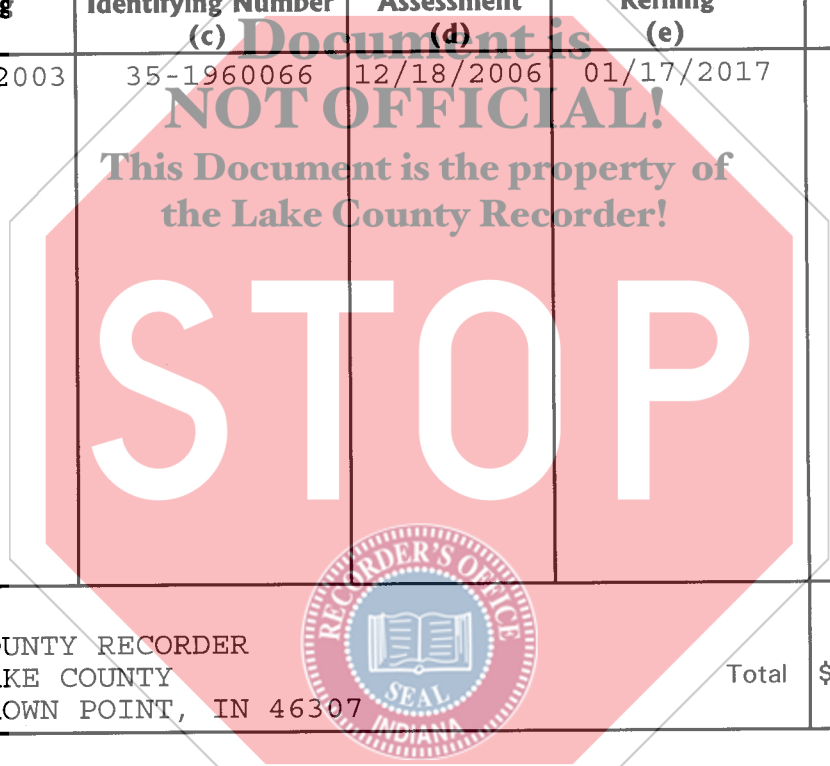 Identifying Number Assessment Refiling
(c) (d) (e)
Document is
2003 35-1960066 12/18/2006 01/17/2017
NOT OFFICIAL!
This Document is the property of
the Lake County Recorder!
STOP
RECORDER'S OFFICE
SEAL
INDIANA
UNTY RECORDER
KE COUNTY
OWN POINT, IN 46307
Total $